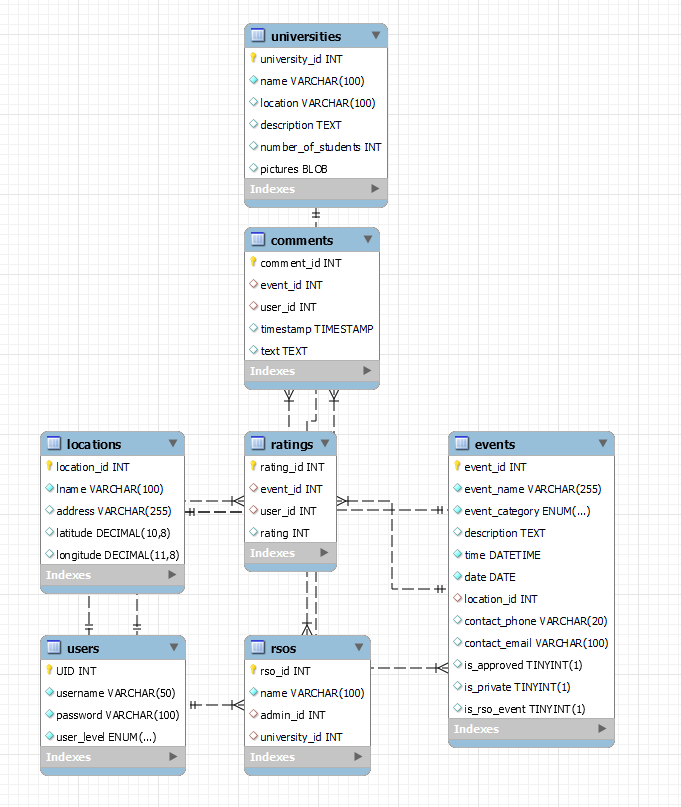 universities
university_id INT
name VARCHAR(100)
location VARCHAR(100)
description TEXT
number_of_students INT
pictures BLOB
Indexes
comments
comment_id INT
event_id INT
user_id INT
timestamp TIMESTAMP
text TEXT
Indexes
locations
location_id INT
lname VARCHAR(100)
address VARCHAR(255)
latitude DECIMAL(10,8)
longitude DECIMAL(11,8)
Indexes
ratings
rating_id INT
event_id INT
user_id INT
rating INT
Indexes
events
event_id INT
event_name VARCHAR(255)
event_category ENUM(...)
description TEXT
time DATETIME
date DATE
location_id INT
contact_phone VARCHAR(20)
contact_email VARCHAR(100)
is_approved TINYINT(1)
is_private TINYINT(1)
is_rso_event TINYINT(1)
Indexes
users
UID INT
username VARCHAR(50)
password VARCHAR(100)
user_level ENUM(...)
Indexes
rsos
rso_id INT
name VARCHAR(100)
admin_id INT
university_id INT
Indexes